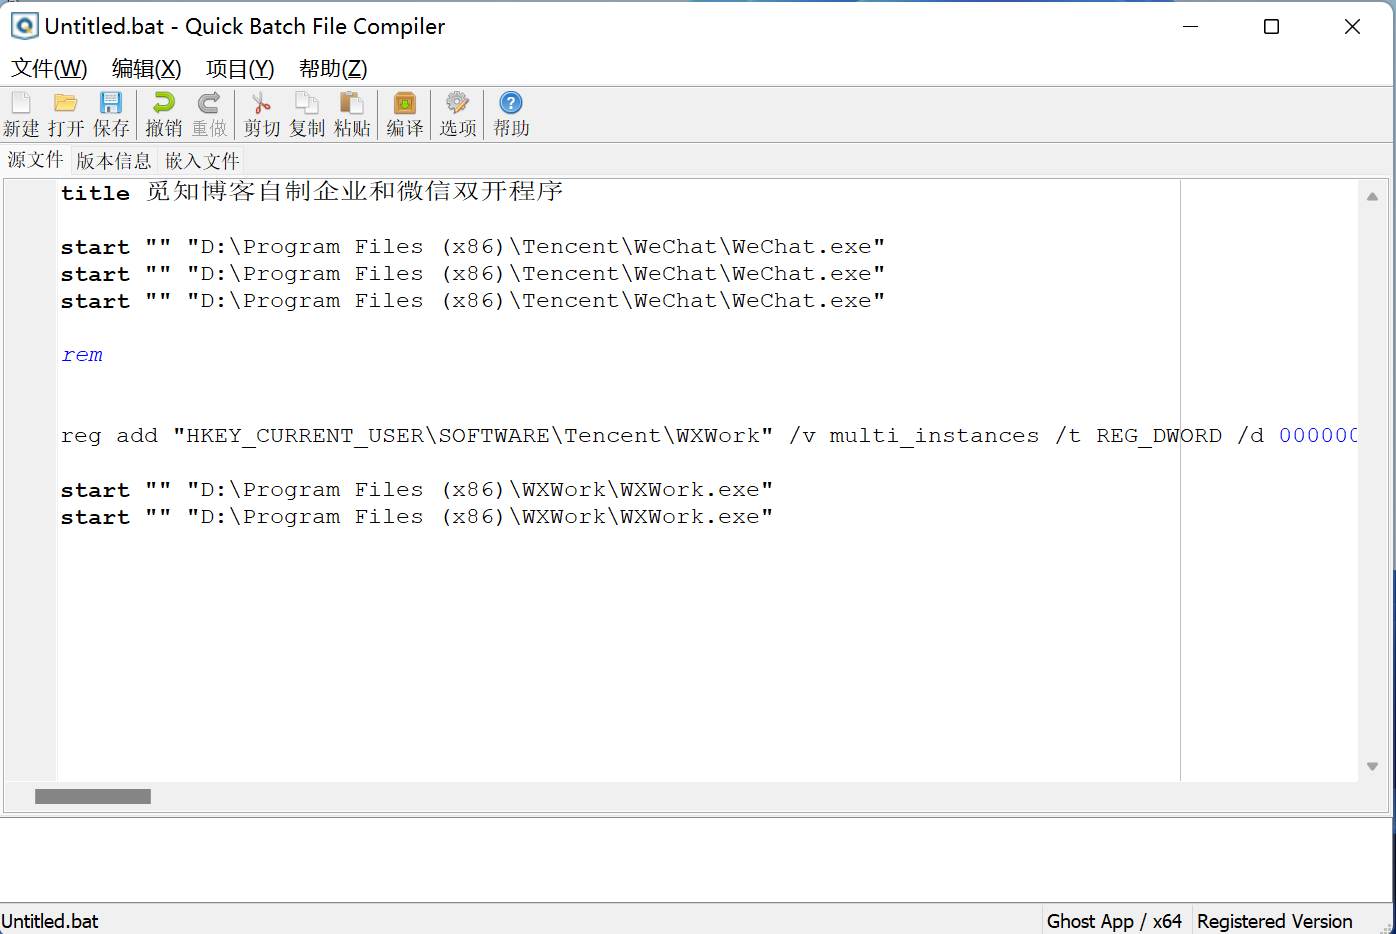 Untitled.bat - Quick Batch File Compiler
文件(W) 编辑(X) 项目(Y) 帮助(Z)
新建 打开 保存 撤销 重做 剪切 复制 粘贴 编译 选项 帮助
源文件 版本信息 嵌入文件
title 觅知博客自制企业和微信双开程序
start "" "D:\Program Files (x86)\Tencent\WeChat\WeChat.exe"
start "" "D:\Program Files (x86)\Tencent\WeChat\WeChat.exe"
start "" "D:\Program Files (x86)\Tencent\WeChat\WeChat.exe"
rem
reg add "HKEY_CURRENT_USER\SOFTWARE\Tencent\WXWork" /v multi_instances /t REG_DWORD /d 000000
start "" "D:\Program Files (x86)\WXWork\WXWork.exe"
start "" "D:\Program Files (x86)\WXWork\WXWork.exe"
Untitled.bat Ghost App / x64 Registered Version